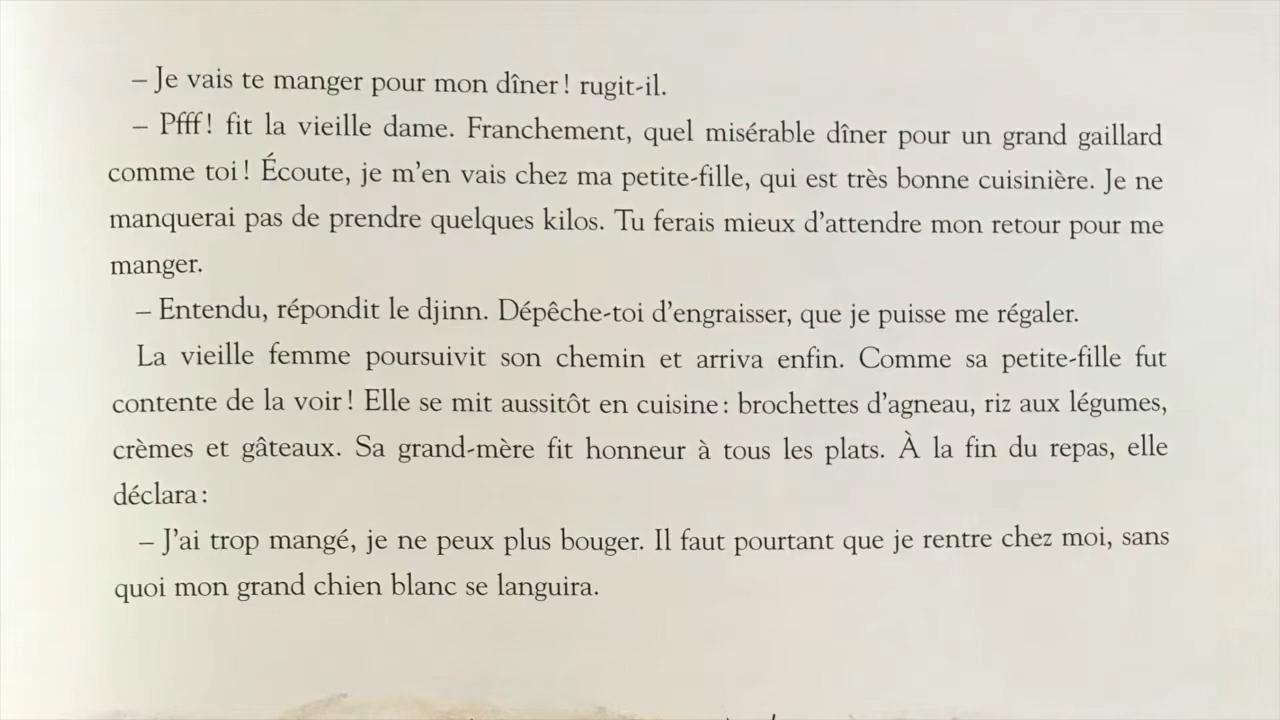 – Je vais te manger pour mon dîner ! rugit-il.
– Pfff ! fit la vieille dame. Franchement, quel misérable dîner pour un grand gaillard
comme toi ! Écoute, je m'en vais chez ma petite-fille, qui est très bonne cuisinière. Je ne
manquerai pas de prendre quelques kilos. Tu ferais mieux d'attendre mon retour pour me
manger.
– Entendu, répondit le djinn. Dépêche-toi d'engraisser, que je puisse me régaler.
La vieille femme poursuivit son chemin et arriva enfin. Comme sa petite-fille fut
contente de la voir ! Elle se mit aussitôt en cuisine : brochettes d'agneau, riz aux légumes,
crèmes et gâteaux. Sa grand-mère fit honneur à tous les plats. À la fin du repas, elle
déclara :
– J'ai trop mangé, je ne peux plus bouger. Il faut pourtant que je rentre chez moi, sans
quoi mon grand chien blanc se languira.